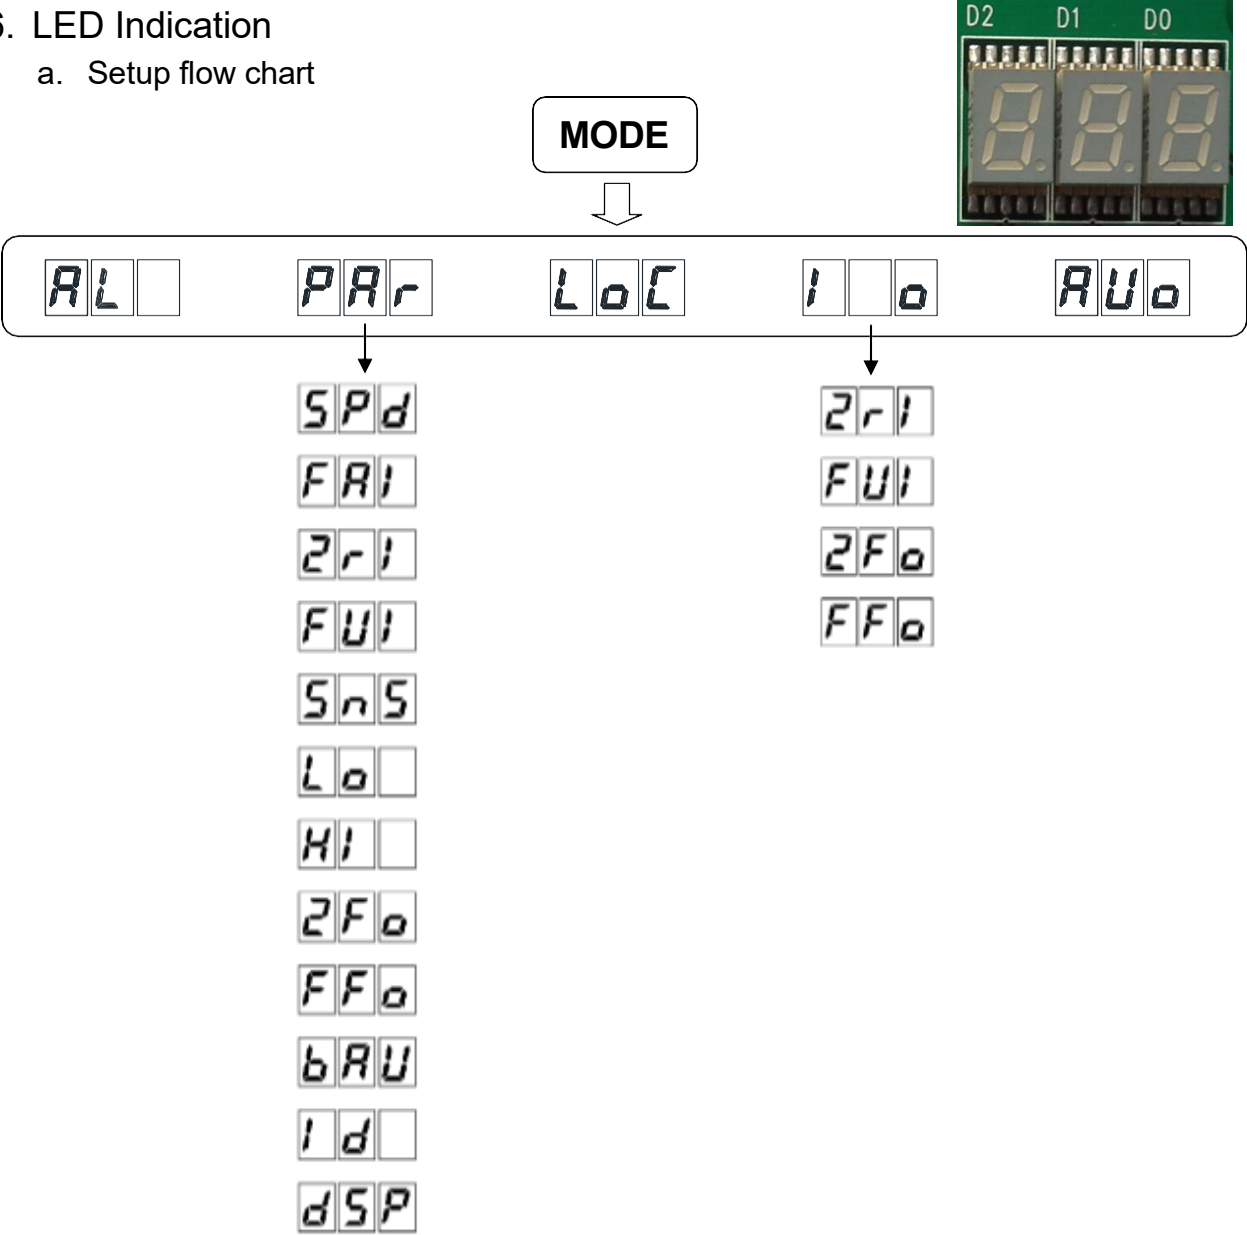 6. LED Indication
a. Setup flow chart
D2 D1 D0
MODE
AL PAr LoC I o AUo
SPd
FAI
2rI
FUI
SnS
Lo
HI
2Fo
FFo
bAU
Id
dSP
2rI
FUI
2Fo
FFo